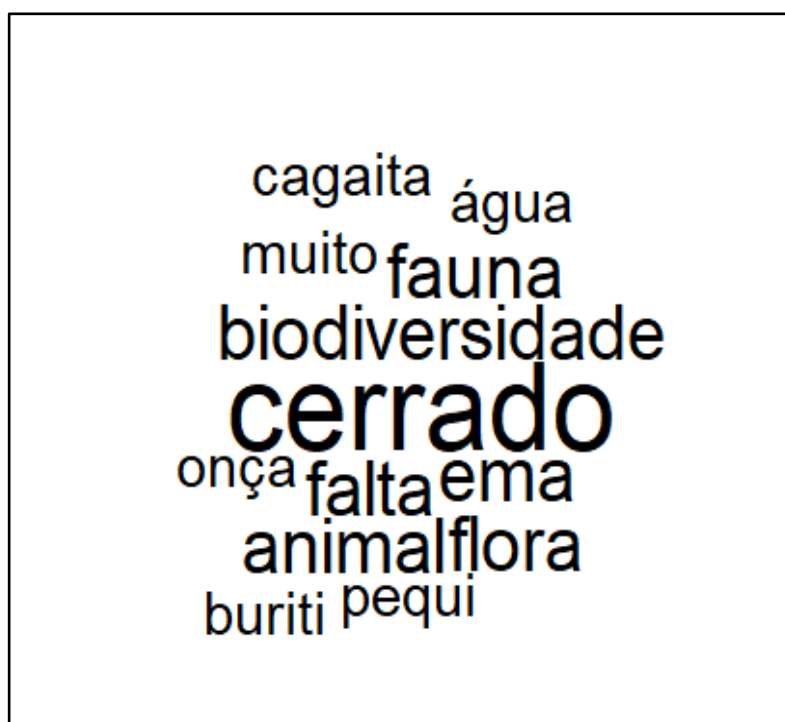 cagaita água
muito fauna
biodiversidade
cerrado
onça falta ema
animal flora
buriti pequi